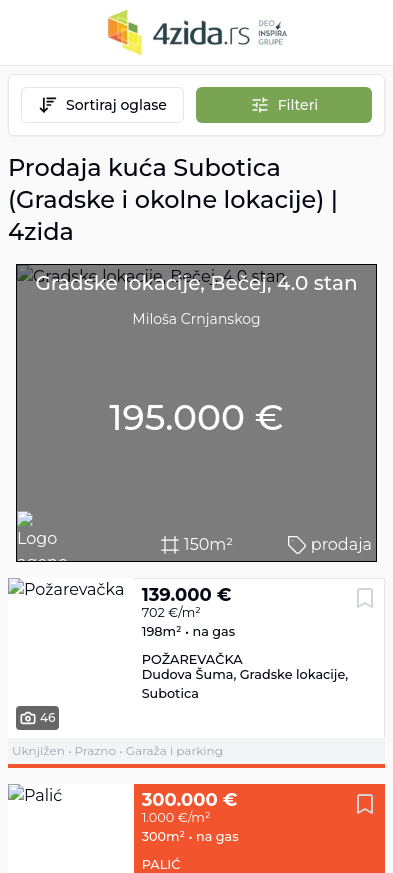 4zida.rs DEO INSPIRA GRUPE
Sortiraj oglase
Filteri
Prodaja kuća Subotica
(Gradske i okolne lokacije) |
4zida
Gradske lokacije, Bečej, 4.0 stan
Gradske lokacije, Bečej, 4.0 stan
Miloša Crnjanskog
195.000 €
Logo
150m²
prodaja
Požarevačka
139.000 €
702 €/m²
198m² • na gas
POŽAREVAČKA
Dudova Šuma, Gradske lokacije,
Subotica
46
Uknjižen • Prazno • Garaža i parking
Palić
300.000 €
1.000 €/m²
300m² • na gas
PALIĆ